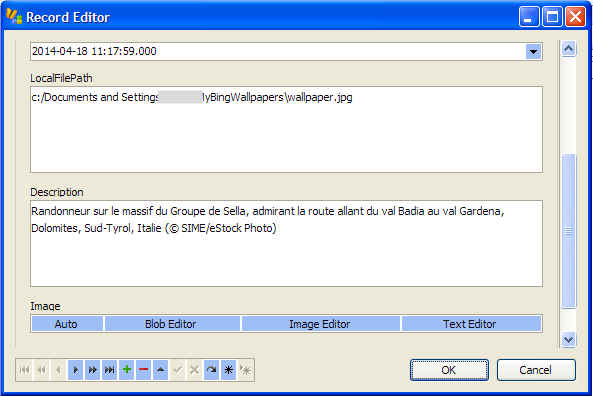 Record Editor
2014-04-18 11:17:59.000
LocalFilePath
c:/Documents and Settings MyBingWallpapers\wallpaper.jpg
Description
Randonneur sur le massif du Groupe de Sella, admirant la route allant du val Badia au val Gardena,
Dolomites, Sud-Tyrol, Italie (© SIME/eStock Photo)
Image
Auto Blob Editor Image Editor Text Editor
OK Cancel